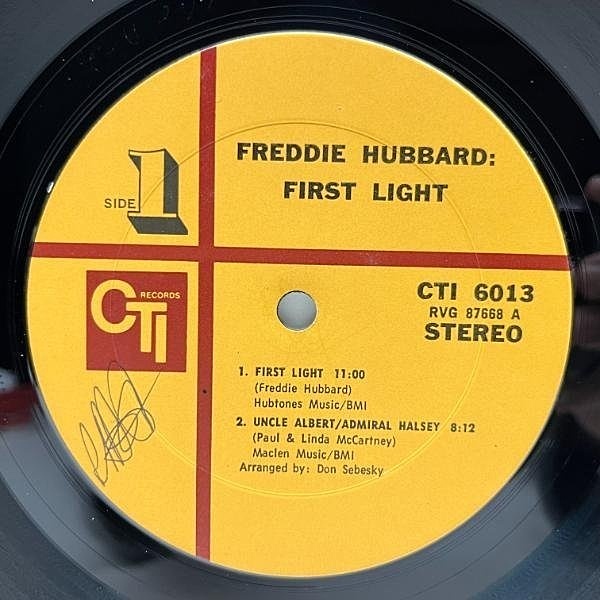 FREDDIE HUBBARD:
FIRST LIGHT
SIDE 1
CTI RECORDS
CTI 6013
RVG 87668 A
STEREO
1. FIRST LIGHT 11:00
(Freddie Hubbard)
Hubtones Music/BMI
2. UNCLE ALBERT/ADMIRAL HALSEY 8:12
(Paul & Linda McCartney)
Maclen Music/BMI
Arranged by: Don Sebesky